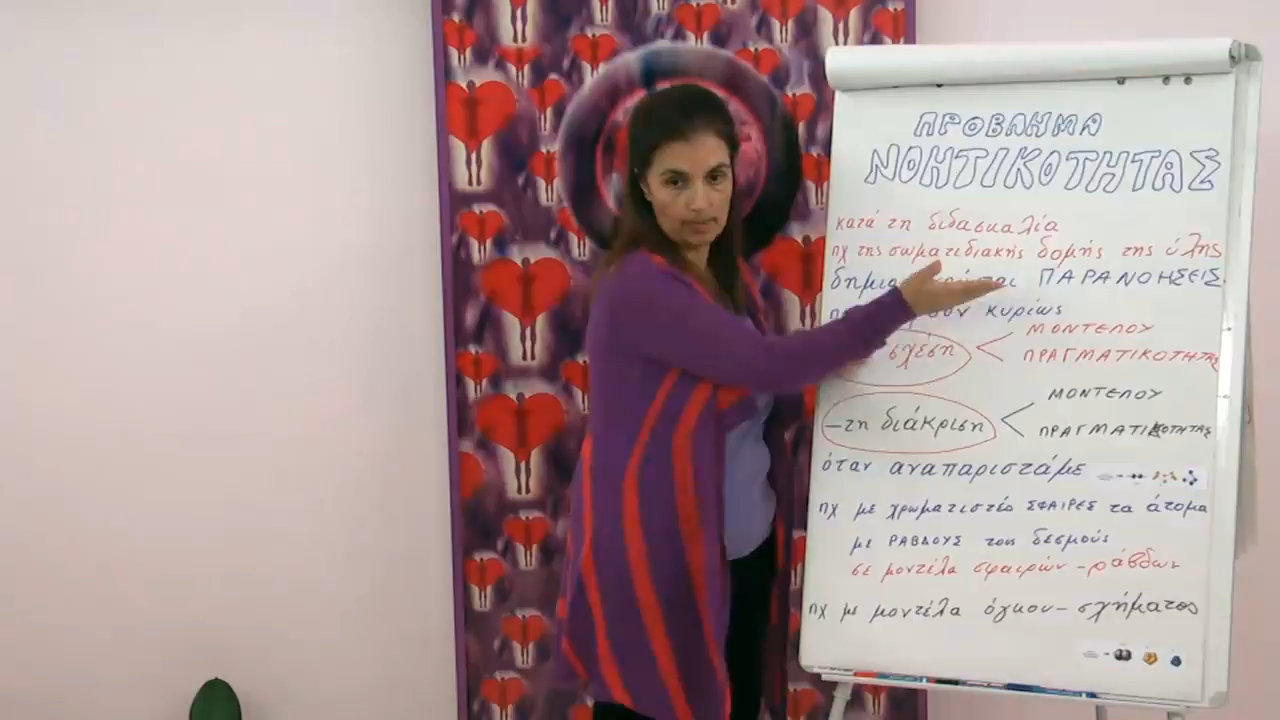 ΠΡΟΒΛΗΜΑ
ΝΟΗΤΙΚΟΤΗΤΑΣ
κατά τη διδασκαλία
πχ της σωματιδιακής δομής της ύλης
ΠΑΡΑΝΟΗΣΕΙΣ
κυρίως
σχέση
ΜΟΝΤΕΛΟΥ
ΠΡΑΓΜΑΤΙΚΟΤΗΤΑΣ
– τη διάκριση
ΜΟΝΤΕΛΟΥ
ΠΡΑΓΜΑΤΙΚΟΤΗΤΑΣ
όταν αναπαριστάμε
πχ με χρωματιστές ΣΦΑΙΡΕΣ τα άτομα
με ΡΑΒΔΟΥΣ τους δεσμούς
σε μοντέλα σφαιρών – ράβδων
πχ με μοντέλα όγκου – σχήματος